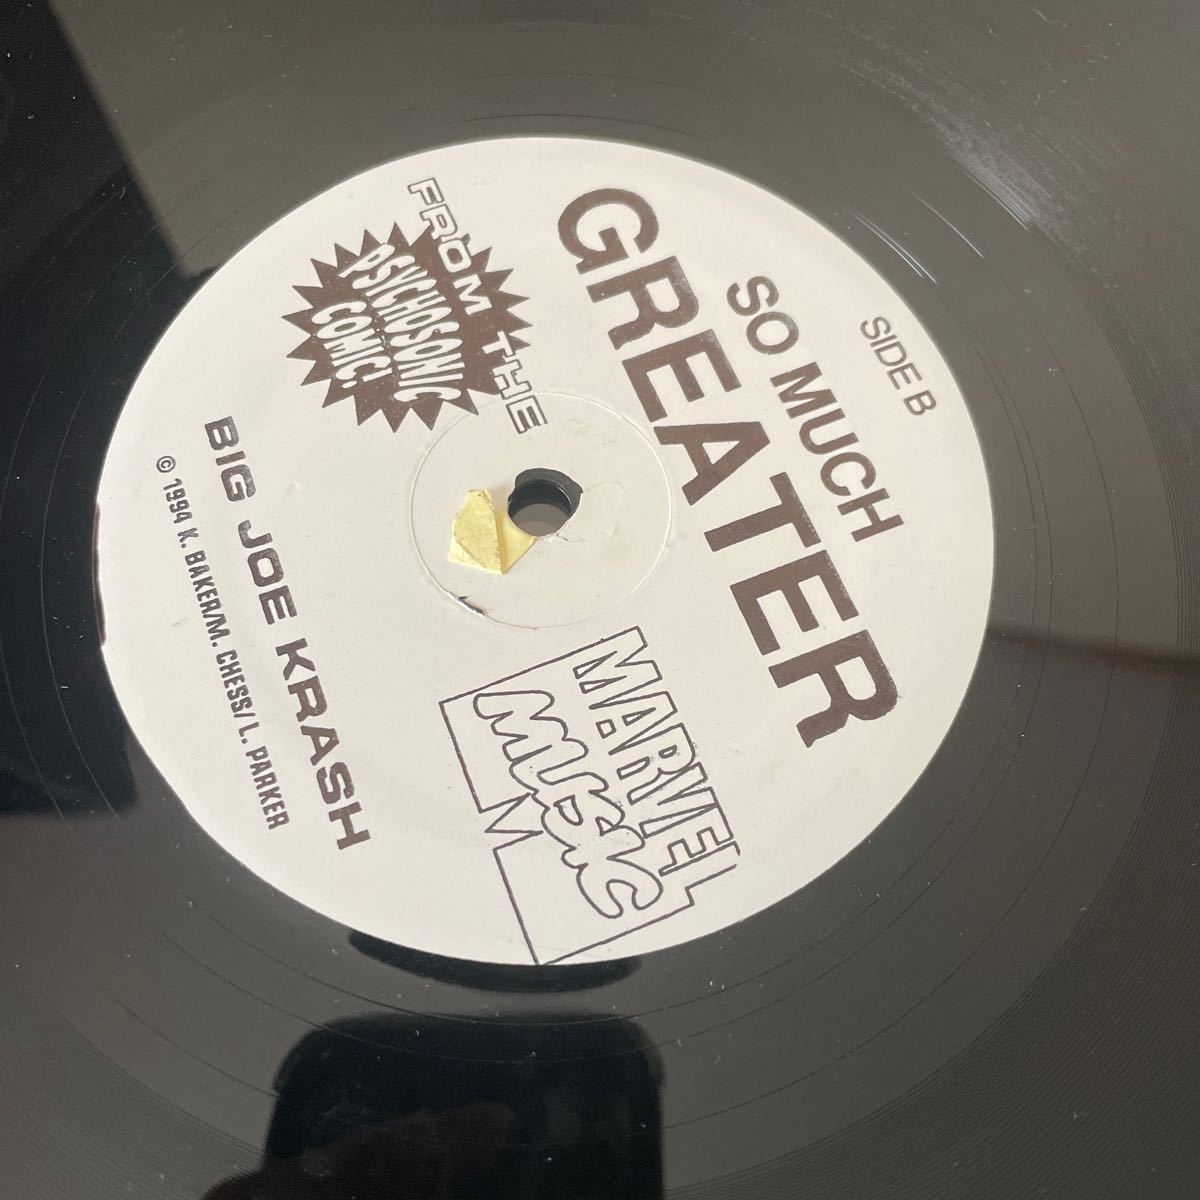 SIDE B
SO MUCH
GREATER
FROM THE
PSYCHOSONIC
COMIC!
MARVEL
MUSIC
BIG JOE KRASH
© 1994 K. BAKER/M. CHESS/L. PARKER